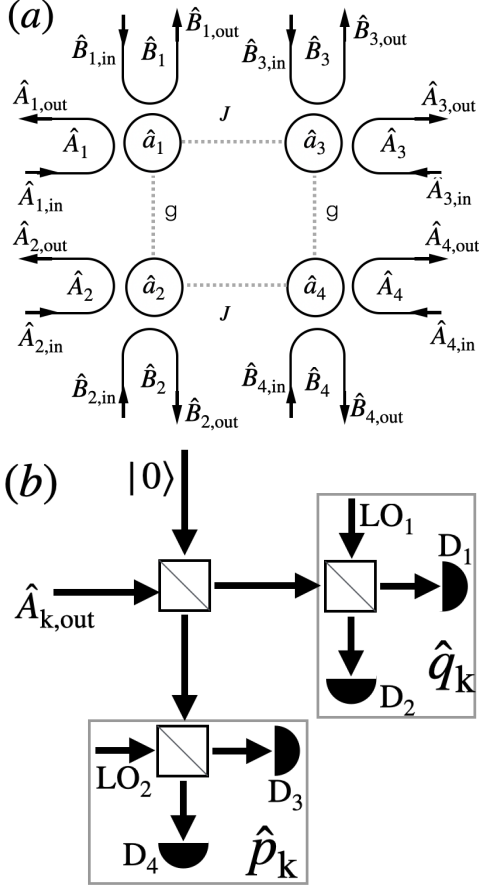 (a)
B̂1,in B̂1 B̂1,out B̂3,in B̂3 B̂3,out
Â1,out Â1 â1 J â3 Â3 Â3,out
Â1,in Â3,in
g g
Â2,out Â2 â2 â4 Â4 Â4,out
J
Â2,in Â4,in
B̂2,in B̂2 B̂2,out B̂4,in B̂4 B̂4,out
(b)
|0⟩
LO1 D1
Âk,out
D2 q̂k
LO2 D3
D4 p̂k